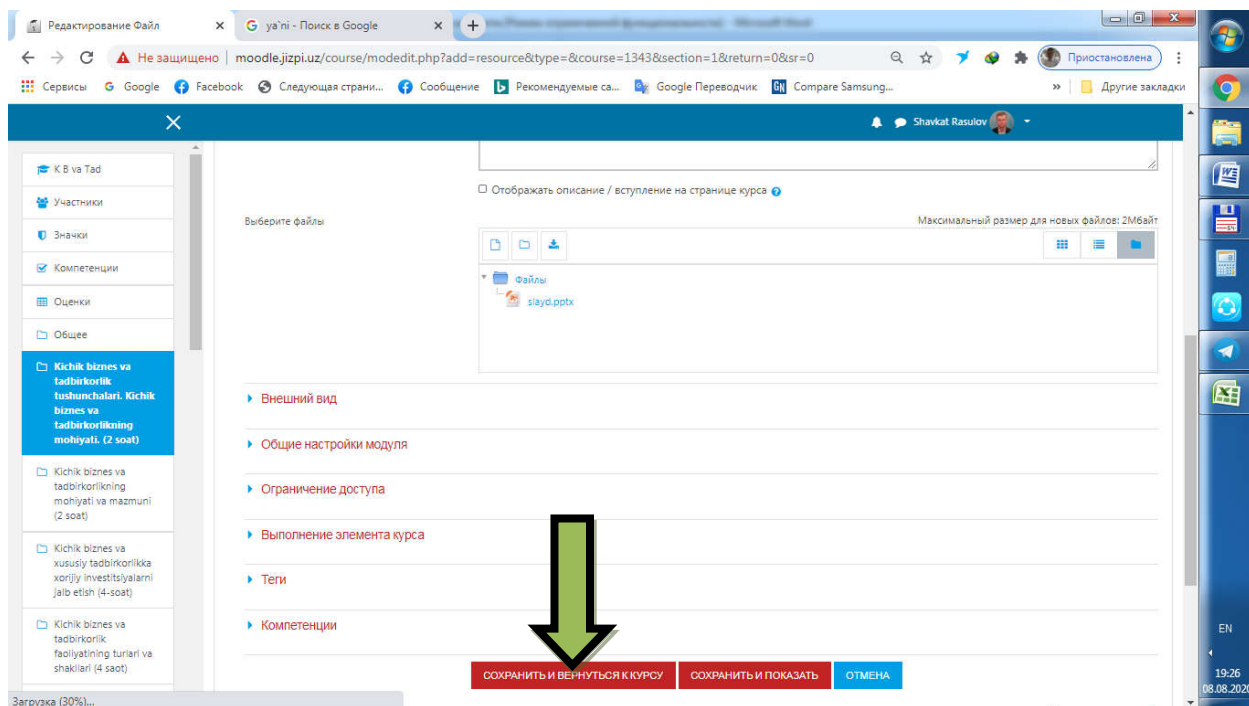 Редактирование Файл
ya'ni - Поиск в Google
Не защищено
moodle.jizpi.uz/course/modedit.php?add=resource&type=&course=1343&section=1&return=0&sr=0
Приостановлена
Сервисы
Google
Facebook
Следующая страни...
Сообщение
Рекомендуемые са...
Google Переводчик
Compare Samsung...
»
Другие закладки
Shavkat Rasulov
K B va Tad
Участники
Значки
Компетенции
Оценки
Общее
Kichik biznes va
tadbirkorlik
tushunchalari. Kichik
biznes va
tadbirkorlikning
mohiyati. (2 soat)
Kichik biznes va
tadbirkorlikning
mohiyati va mazmuni
(2 soat)
Kichik biznes va
xususiy tadbirkorlikka
xorijiy investitsiyalarni
jalb etish (4-soat)
Kichik biznes va
tadbirkorlik
faoliyatining turlari va
shakllari (4 saot)
Отображать описание / вступление на странице курса
Выберите файлы
Максимальный размер для новых файлов: 2Мбайт
Файлы
slayd.pptx
Внешний вид
Общие настройки модуля
Ограничение доступа
Выполнение элемента курса
Теги
Компетенции
СОХРАНИТЬ И ВЕРНУТЬСЯ К КУРСУ
СОХРАНИТЬ И ПОКАЗАТЬ
ОТМЕНА
Загрузка (30%)...
EN
19:26
08.08.2020